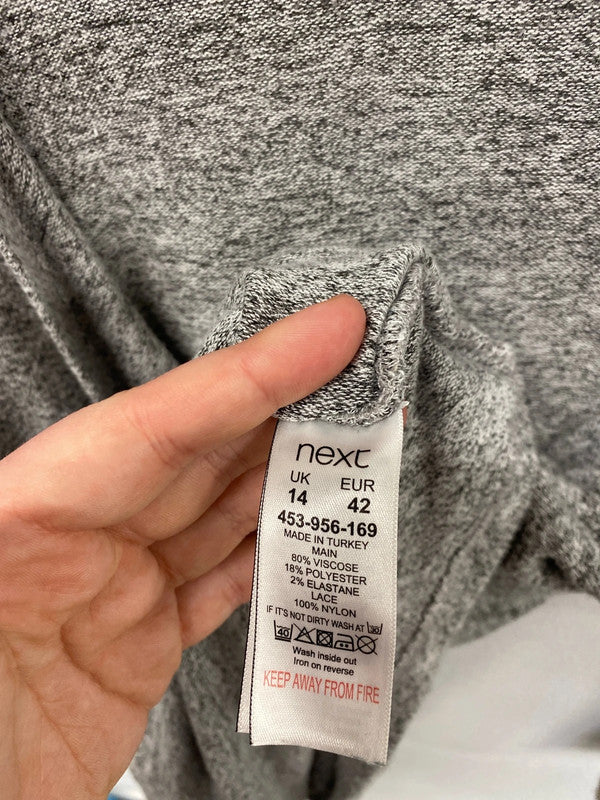 next
UK EUR
14 42
453-956-169
MADE IN TURKEY
MAIN
80% VISCOSE
18% POLYESTER
2% ELASTANE
LACE
100% NYLON
IF IT'S NOT DIRTY WASH AT 30
40
Wash inside out
Iron on reverse
KEEP AWAY FROM FIRE